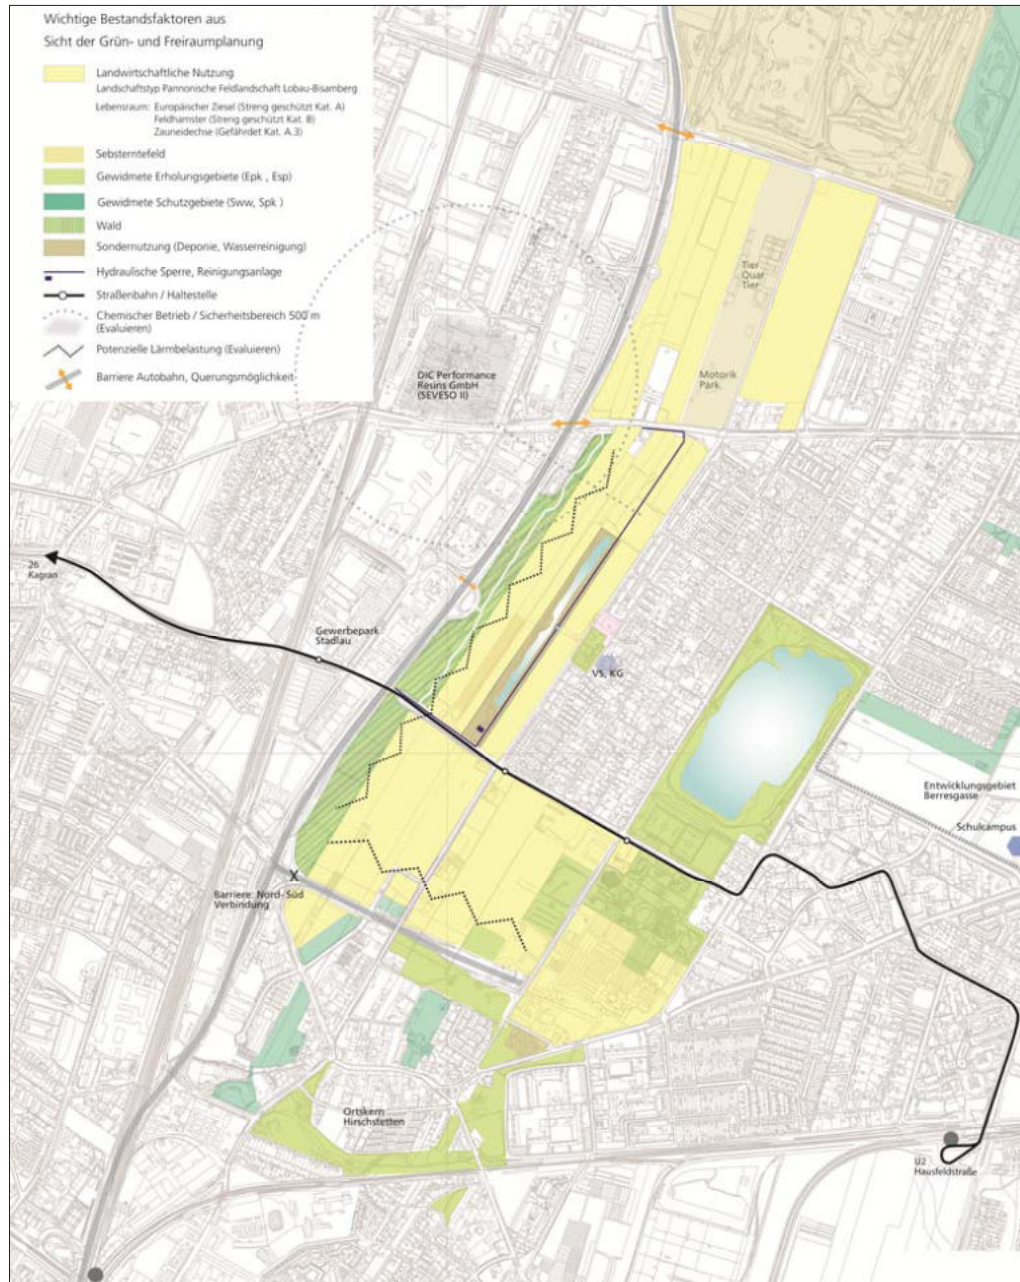 Wichtige Bestandsfaktoren aus
Sicht der Grün- und Freiraumplanung
Landwirtschaftliche Nutzung
Landschaftstyp Pannonische Feldlandschaft Lobau-Bisamberg
Lebensraum: Europäischer Ziesel (Streng geschützt Kat. A)
Feldhamster (Streng geschützt Kat. B)
Zauneidechse (Gefährdet Kat. A.3)
Sebsterntefeld
Gewidmete Erholungsgebiete (Epk , Esp)
Gewidmete Schutzgebiete (Sww, Spk )
Wald
Sondernutzung (Deponie, Wasserreinigung)
Hydraulische Sperre, Reinigungsanlage
Straßenbahn / Haltestelle
Chemischer Betrieb / Sicherheitsbereich 500 m
(Evaluieren)
Potenzielle Lärmbelastung (Evaluieren)
Barriere Autobahn, Querungsmöglichkeit
Tier
Quar
Tier
Motorik
Park.
DIC Performance
Resins GmbH
(SEVESO II)
26
Kagran
Gewerbepark
Stadlau
VS, KG
Entwicklungsgebiet
Berresgasse
Schulcampus
X
Barriere: Nord- Süd
Verbindung
Ortskern
Hirschstetten
U2
Hausfeldstraße